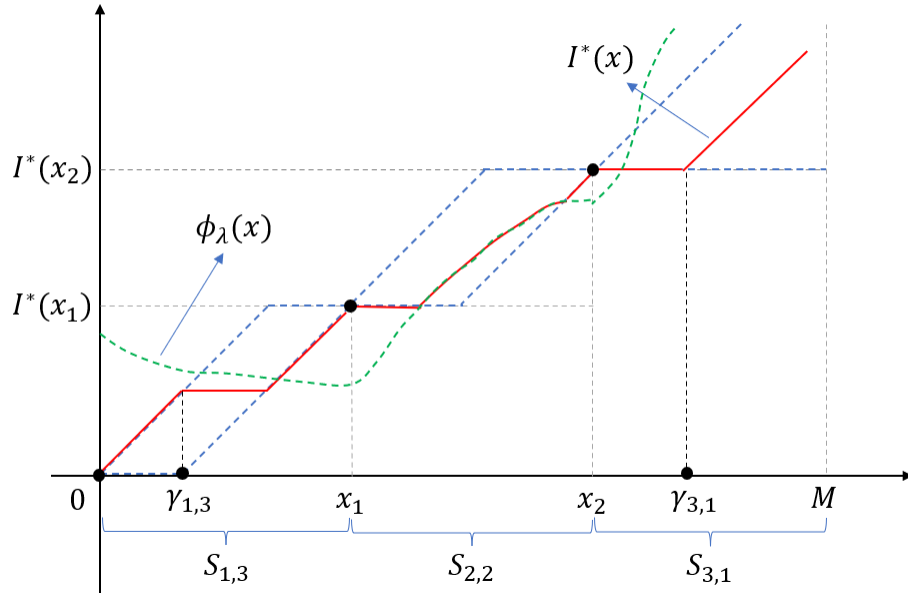 I*(x)
I*(x₂)
ϕ_λ(x)
I*(x₁)
0 γ₁,₃ x₁ x₂ γ₃,₁ M
S₁,₃ S₂,₂ S₃,₁